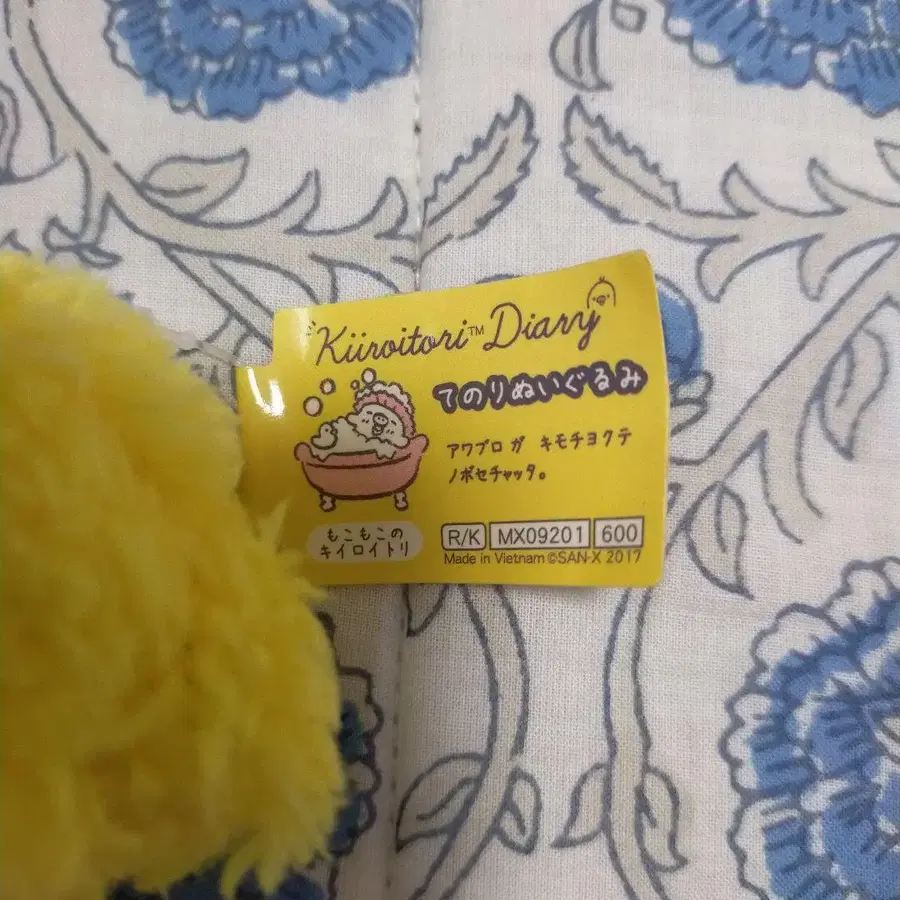 Kiiroitori™ Diary
てのりぬいぐるみ
アワブロ ガ キモチヨクテ
ノボセチャッタ。
もこもこの
キイロイトリ
R/K MX09201 600
Made in Vietnam ©SAN-X 2017